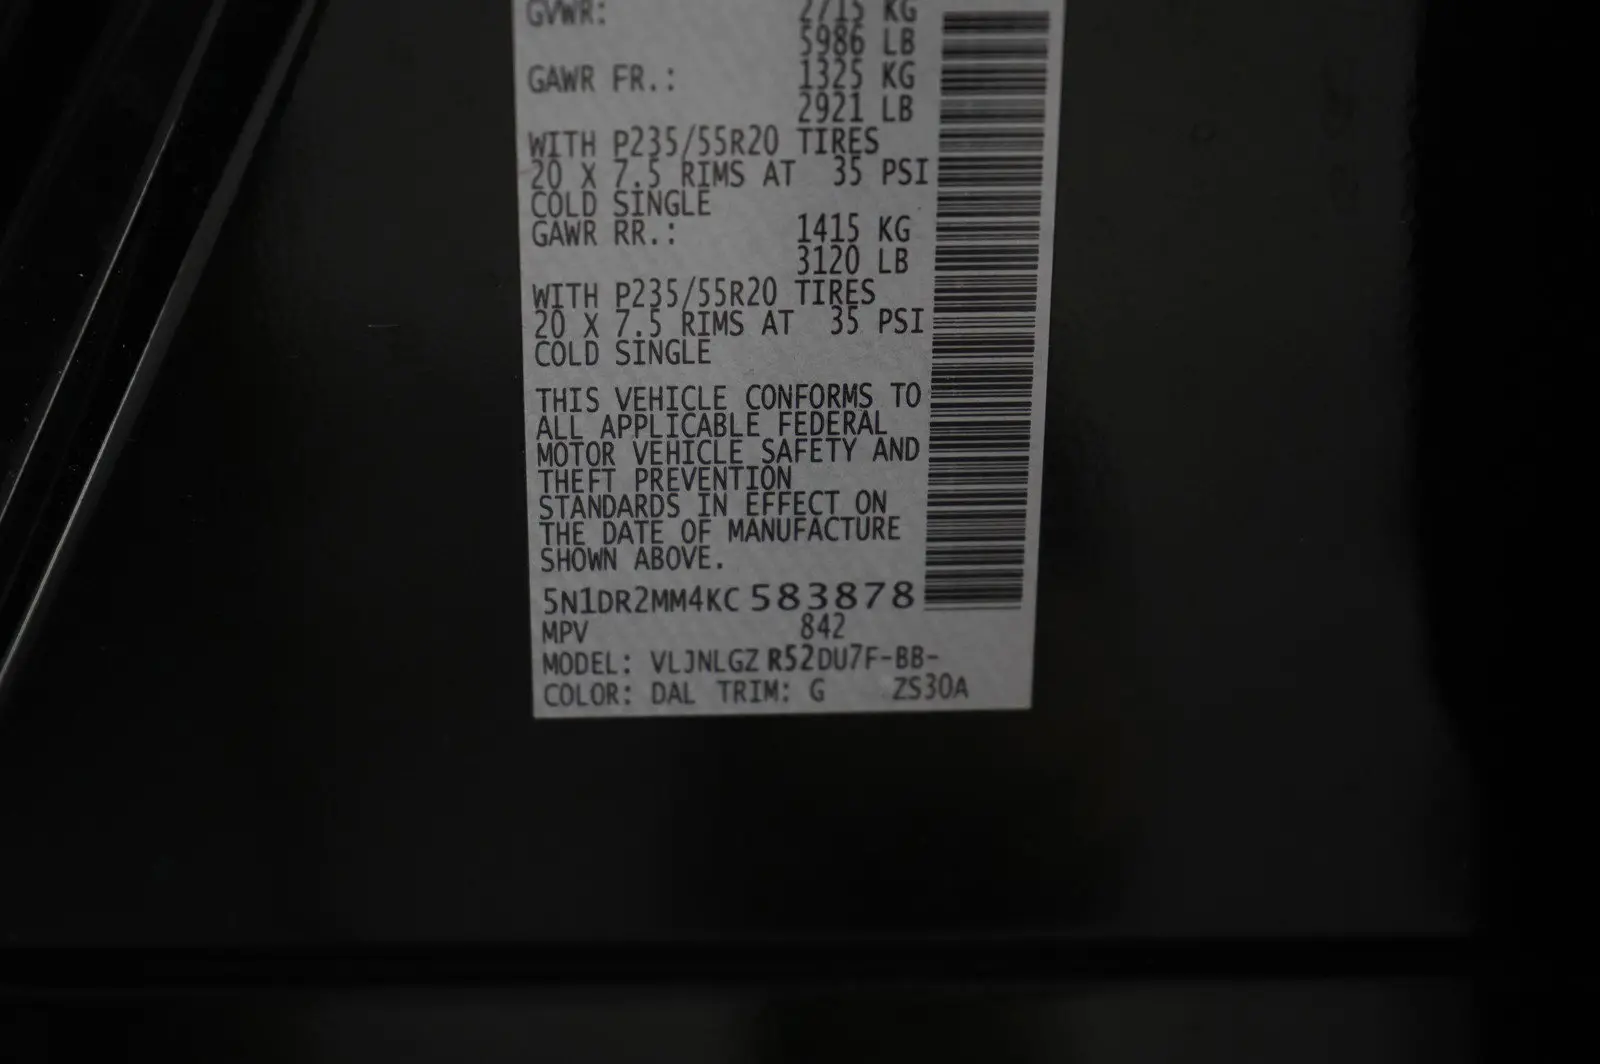 GVWR: 2715 KG
5986 LB
GAWR FR.: 1325 KG
2921 LB
WITH P235/55R20 TIRES
20 X 7.5 RIMS AT 35 PSI
COLD SINGLE
GAWR RR.: 1415 KG
3120 LB
WITH P235/55R20 TIRES
20 X 7.5 RIMS AT 35 PSI
COLD SINGLE
THIS VEHICLE CONFORMS TO
ALL APPLICABLE FEDERAL
MOTOR VEHICLE SAFETY AND
THEFT PREVENTION
STANDARDS IN EFFECT ON
THE DATE OF MANUFACTURE
SHOWN ABOVE.
5N1DR2MM4KC583878
MPV 842
MODEL: VLJNLGZ R52DU7F-BB-
COLOR: DAL TRIM: G ZS30A